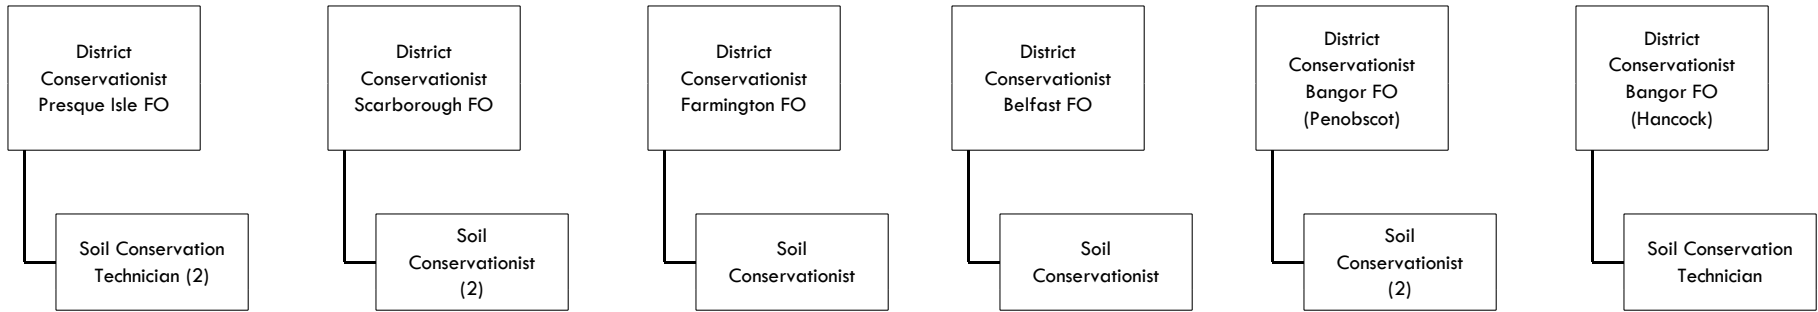 District
Conservationist
Presque Isle FO
District
Conservationist
Scarborough FO
District
Conservationist
Farmington FO
District
Conservationist
Belfast FO
District
Conservationist
Bangor FO
(Penobscot)
District
Conservationist
Bangor FO
(Hancock)
Soil Conservation
Technician (2)
Soil
Conservationist
(2)
Soil
Conservationist
Soil
Conservationist
Soil
Conservationist
(2)
Soil Conservation
Technician